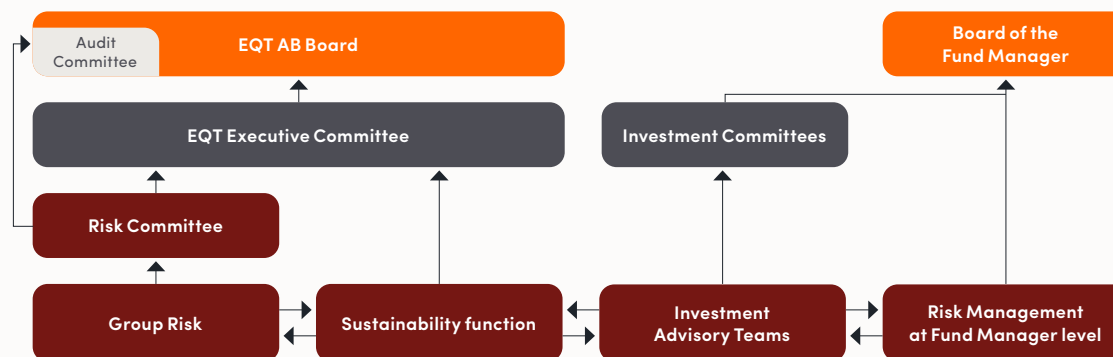 Audit
Committee
EQT AB Board
Board of the
Fund Manager
EQT Executive Committee
Investment Committees
Risk Committee
Group Risk
Sustainability function
Investment
Advisory Teams
Risk Management
at Fund Manager level